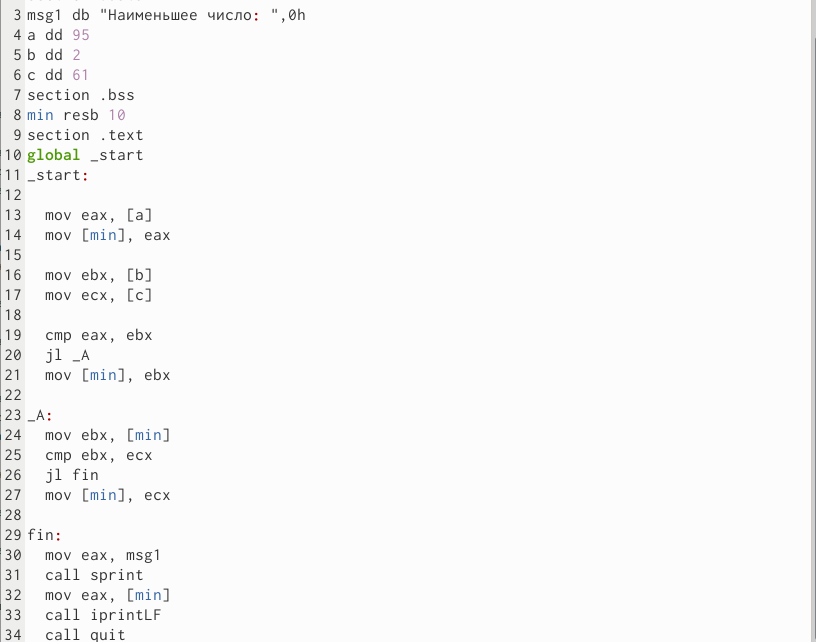 3 msg1 db "Наименьшее число: ",0h
4 a dd 95
5 b dd 2
6 c dd 61
7 section .bss
8 min resb 10
9 section .text
10 global _start
11 _start:
12
13 mov eax, [a]
14 mov [min], eax
15
16 mov ebx, [b]
17 mov ecx, [c]
18
19 cmp eax, ebx
20 jl _A
21 mov [min], ebx
22
23 _A:
24 mov ebx, [min]
25 cmp ebx, ecx
26 jl fin
27 mov [min], ecx
28
29 fin:
30 mov eax, msg1
31 call sprint
32 mov eax, [min]
33 call iprintLF
34 call quit